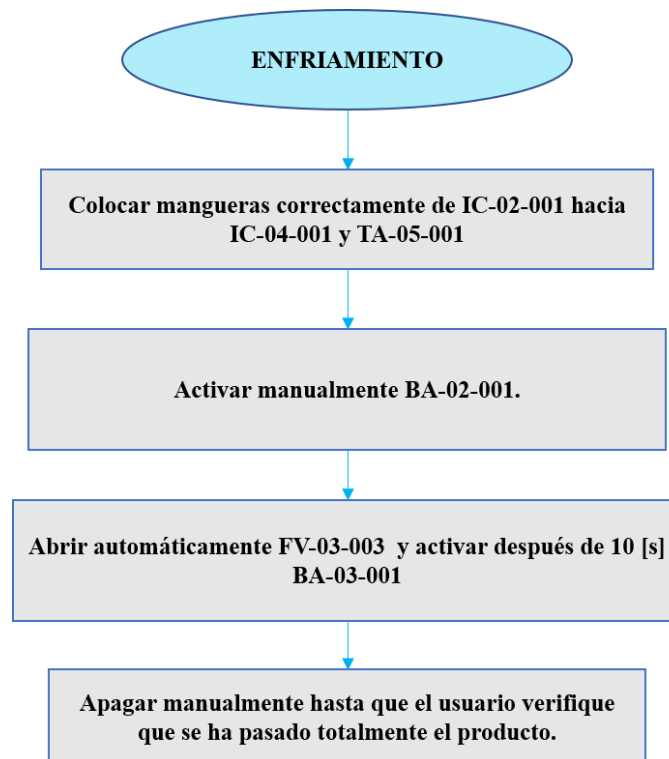 ENFRIAMIENTO
Colocar mangueras correctamente de IC-02-001 hacia
IC-04-001 y TA-05-001
Activar manualmente BA-02-001.
Abrir automáticamente FV-03-003 y activar después de 10 [s]
BA-03-001
Apagar manualmente hasta que el usuario verifique
que se ha pasado totalmente el producto.